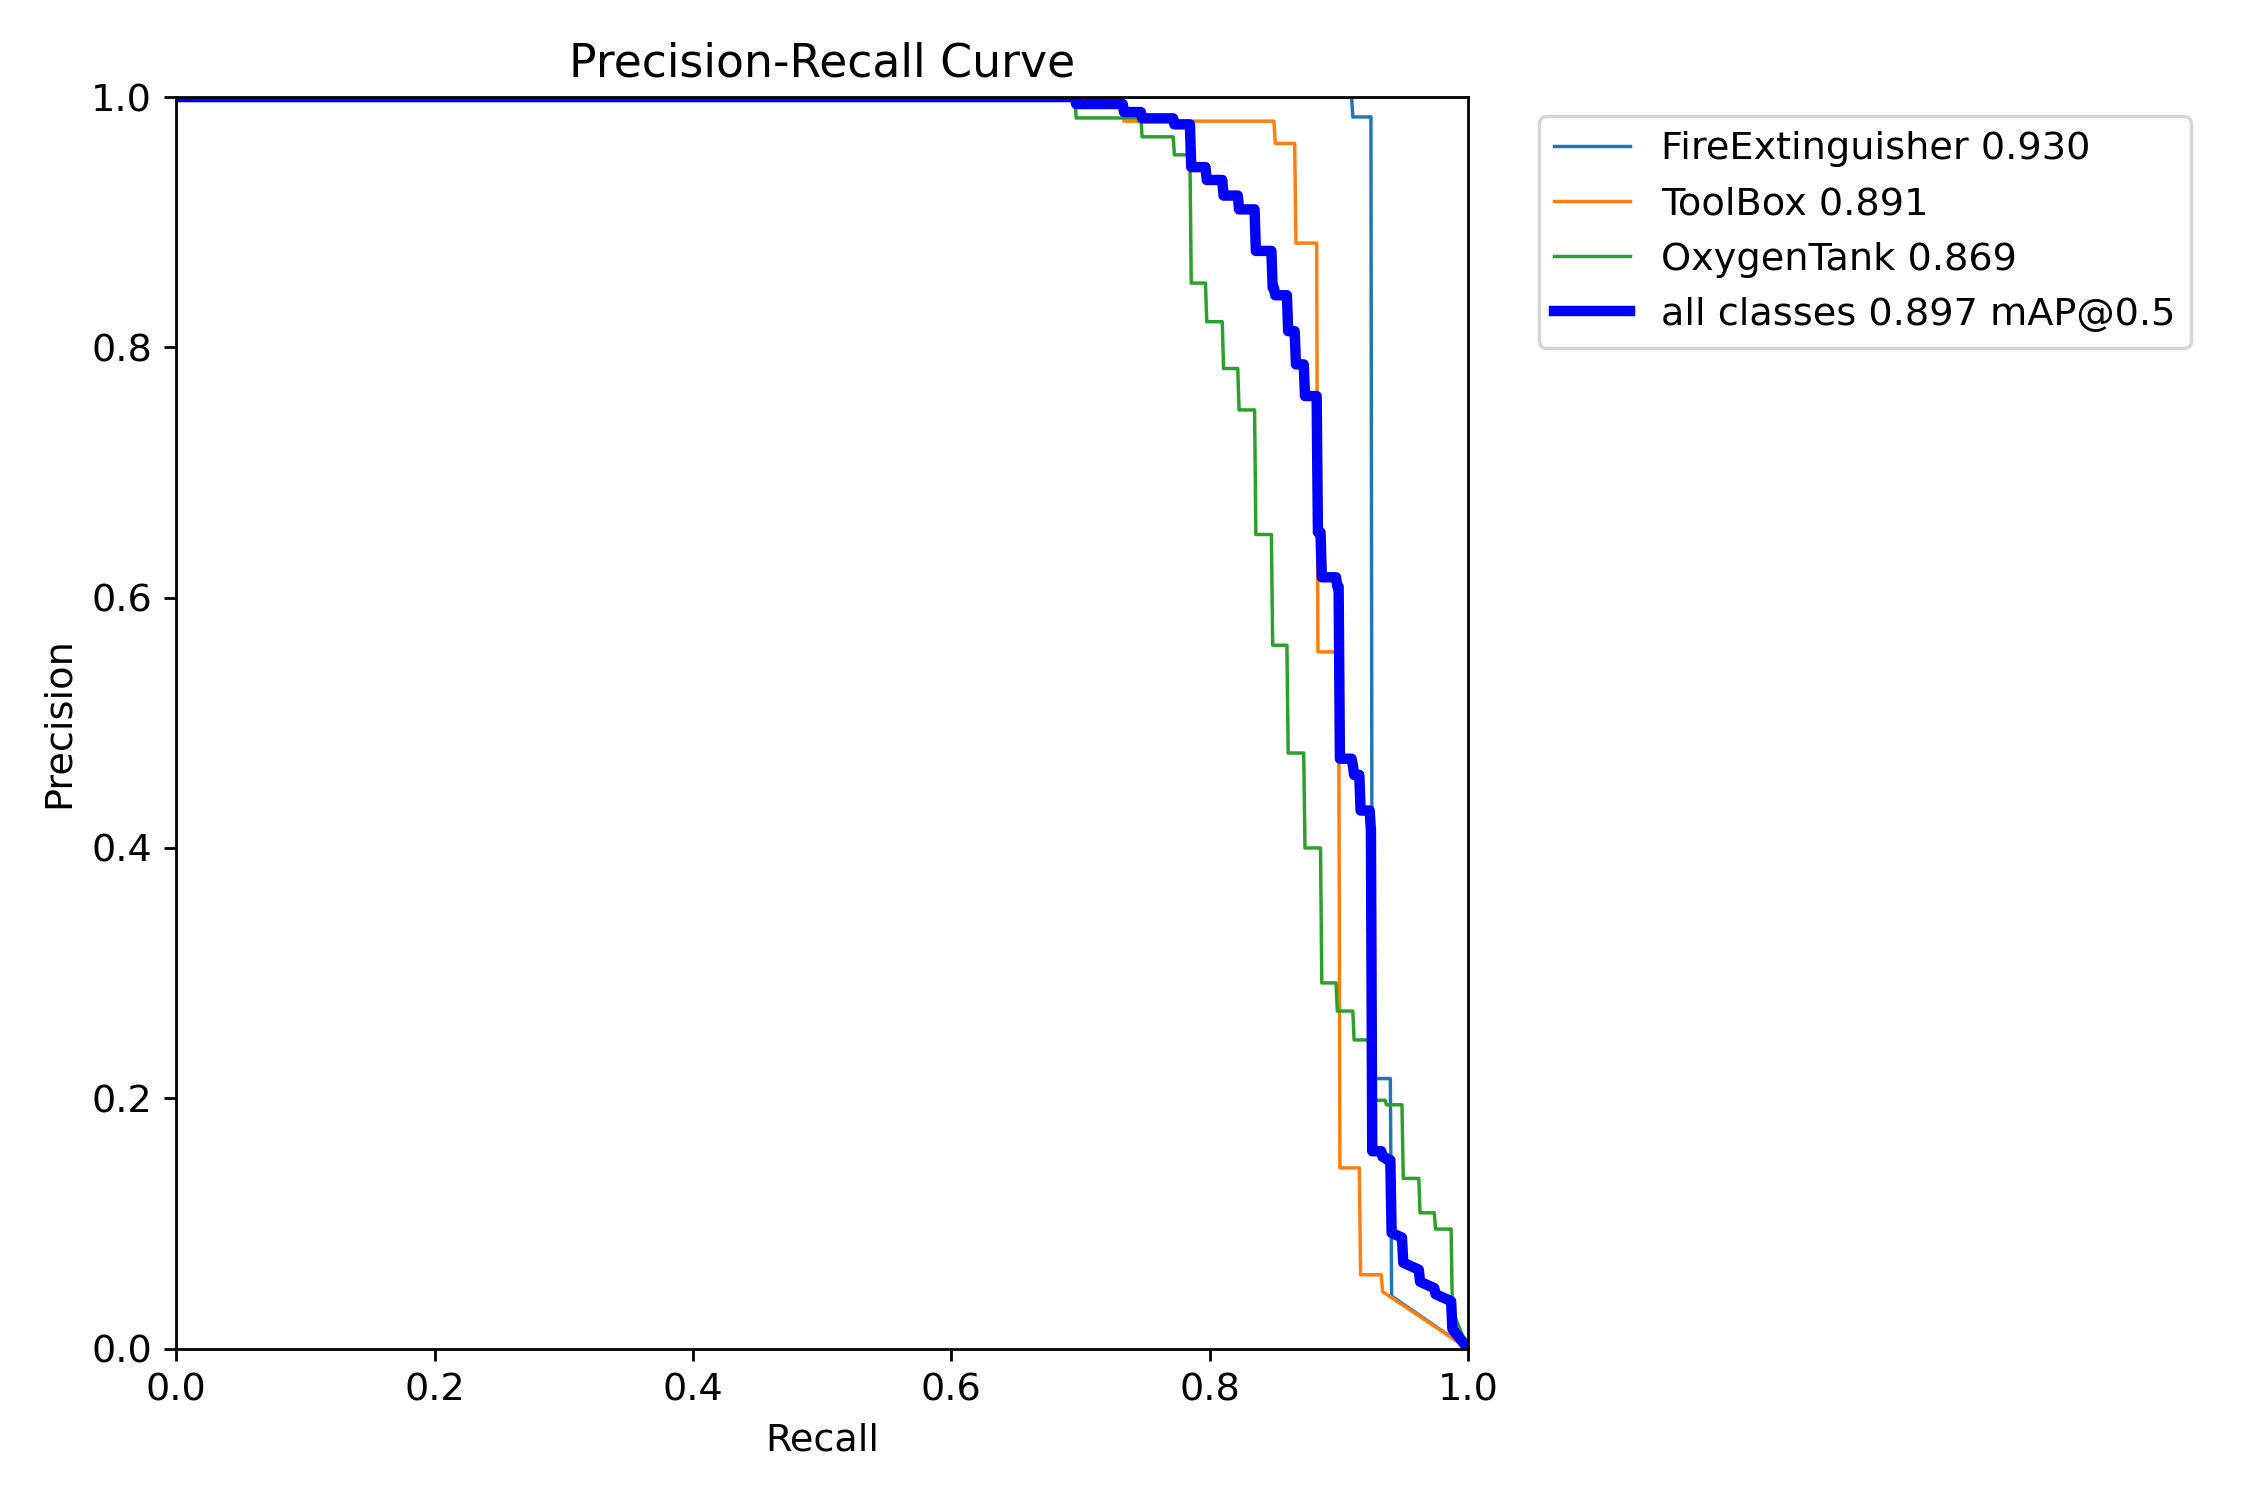 Precision-Recall Curve
1.0
0.8
0.6
0.4
0.2
0.0
Precision
0.0 0.2 0.4 0.6 0.8 1.0
Recall
FireExtinguisher 0.930
ToolBox 0.891
OxygenTank 0.869
all classes 0.897 mAP@0.5